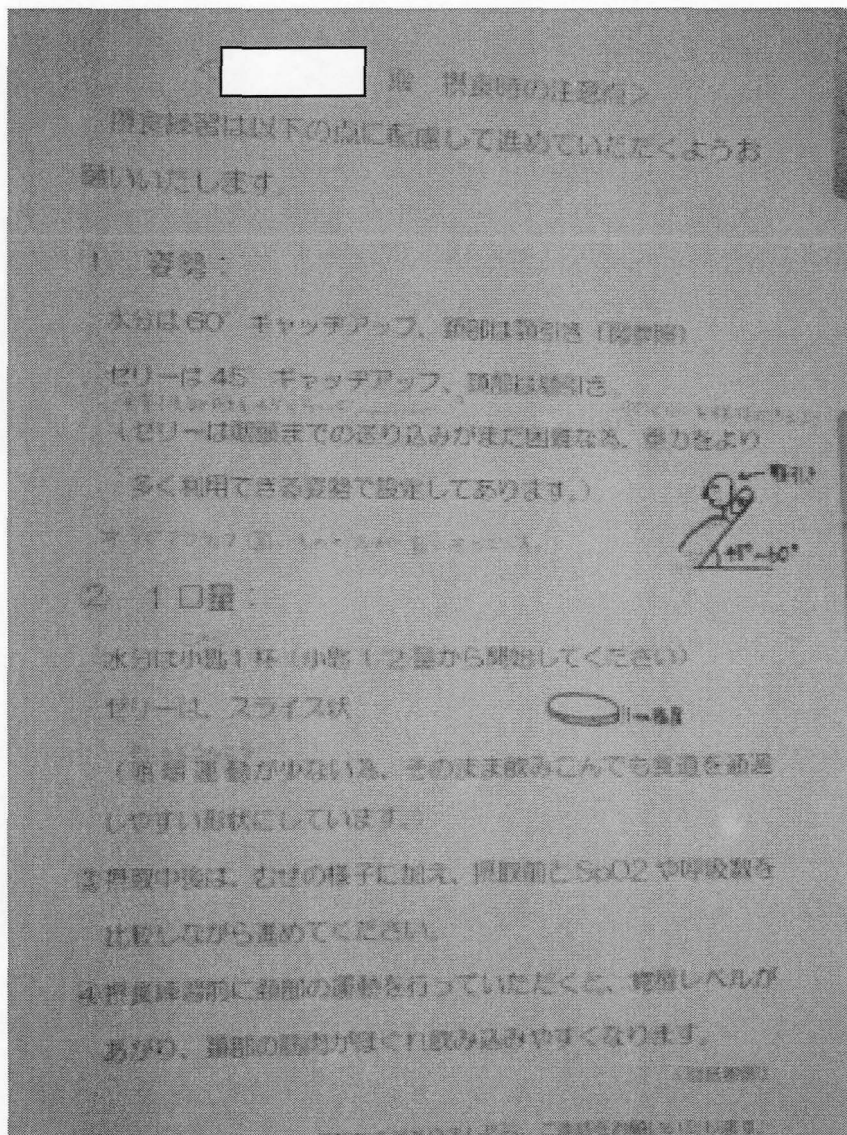 殿 摂食時の注意点>
摂食練習は以下の点に配慮して進めていただくようお
願いいたします。
① 姿勢：
水分は60° ギャッヂアップ、頚部は顎引き（図参照）
ゼリーは45° ギャッヂアップ、頚部は顎引き
（ゼリーは咽頭までの送り込みがまだ困難な為、重力をより
多く利用できる姿勢で設定してあります。）
←顎引き
45°~60°
② 1口量：
水分は小匙1杯（小匙1/2量から開始してください）
ゼリーは、スライス状
（咀嚼運動が少ない為、そのまま飲みこんでも食道を通過
しやすい形状にしています。）
③摂取中後は、むせの様子に加え、摂取前とSpO2や呼吸数を
比較しながら進めてください。
④摂食練習前に頚部の運動を行っていただくと、覚醒レベルが
あがり、頚部の筋肉がほぐれ飲み込みやすくなります。